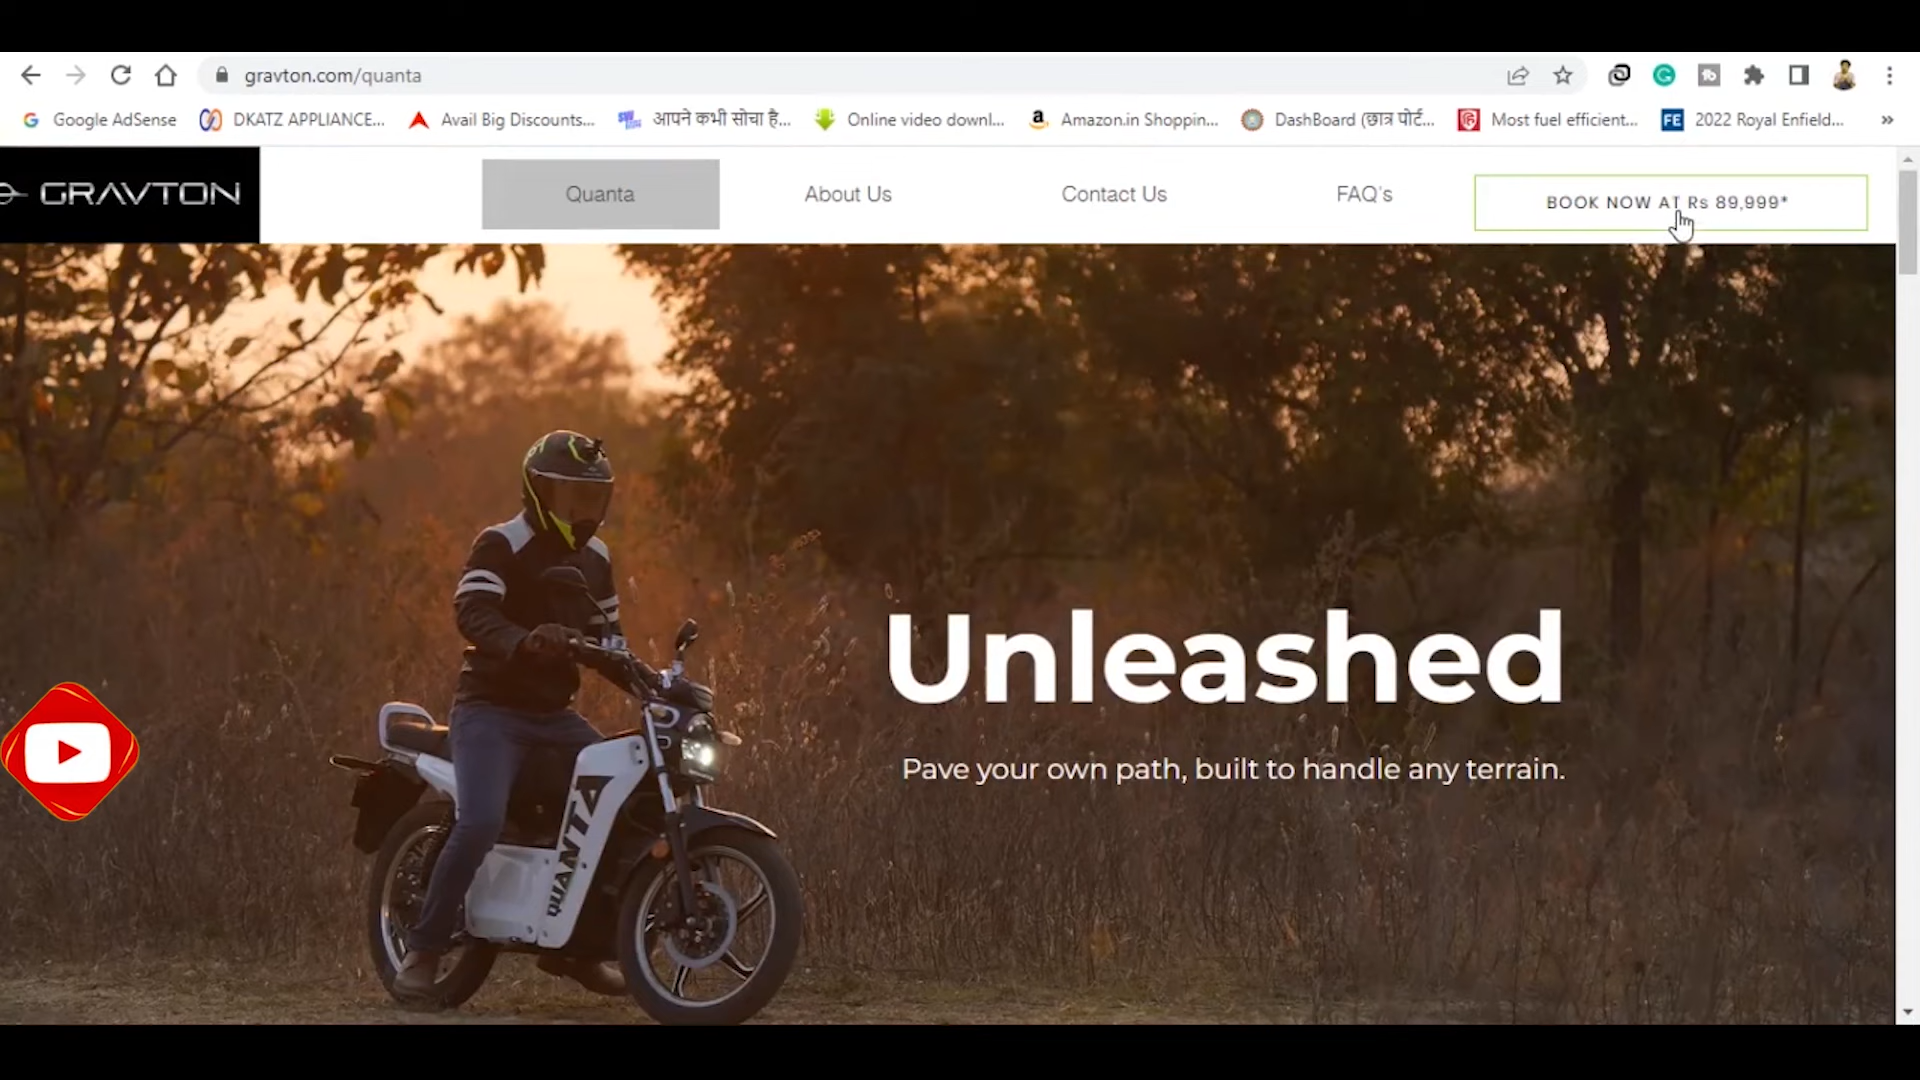 gravton.com/quanta
Google AdSense DKATZ APPLIANCE... Avail Big Discounts... आपने कभी सोचा है... Online video downl... Amazon.in Shoppin... DashBoard (छात्र पोर्ट... Most fuel efficient... FE 2022 Royal Enfield... »
GRAVTON Quanta About Us Contact Us FAQ's BOOK NOW AT Rs 89,999*
Unleashed
Pave your own path, built to handle any terrain.
QUANTA